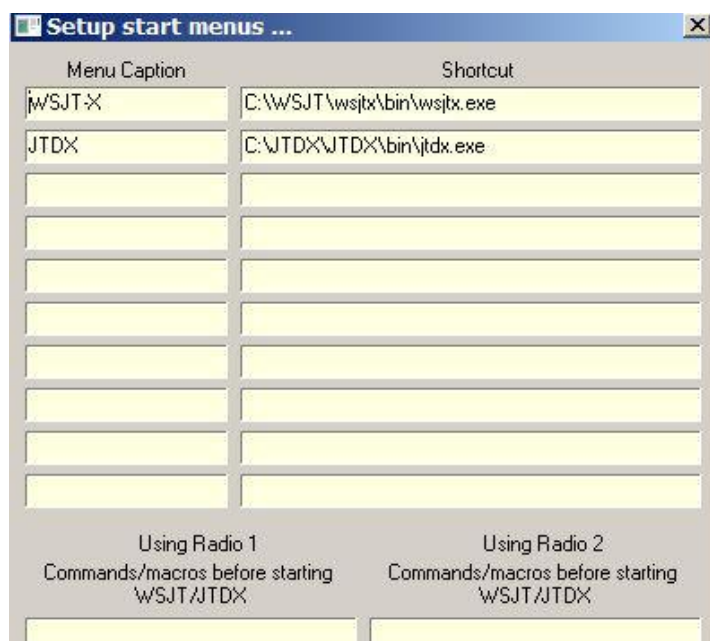 Setup start menus ...
Menu Caption Shortcut
WSJT-X C:\WSJT\wsjtx\bin\wsjtx.exe
JTDX C:\JTDX\JTDX\bin\jtdx.exe
Using Radio 1 Using Radio 2
Commands/macros before starting Commands/macros before starting
WSJT/JTDX WSJT/JTDX